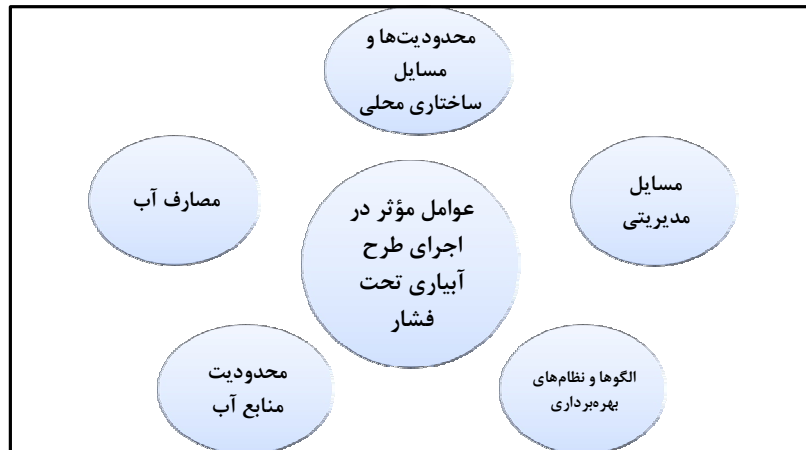 محدودیت‌ها و
مسایل
ساختاری محلی
مسایل
مدیریتی
مصارف آب
عوامل مؤثر در
اجرای طرح
آبیاری تحت
فشار
الگوها و نظام‌های
بهره‌برداری
محدودیت
منابع آب